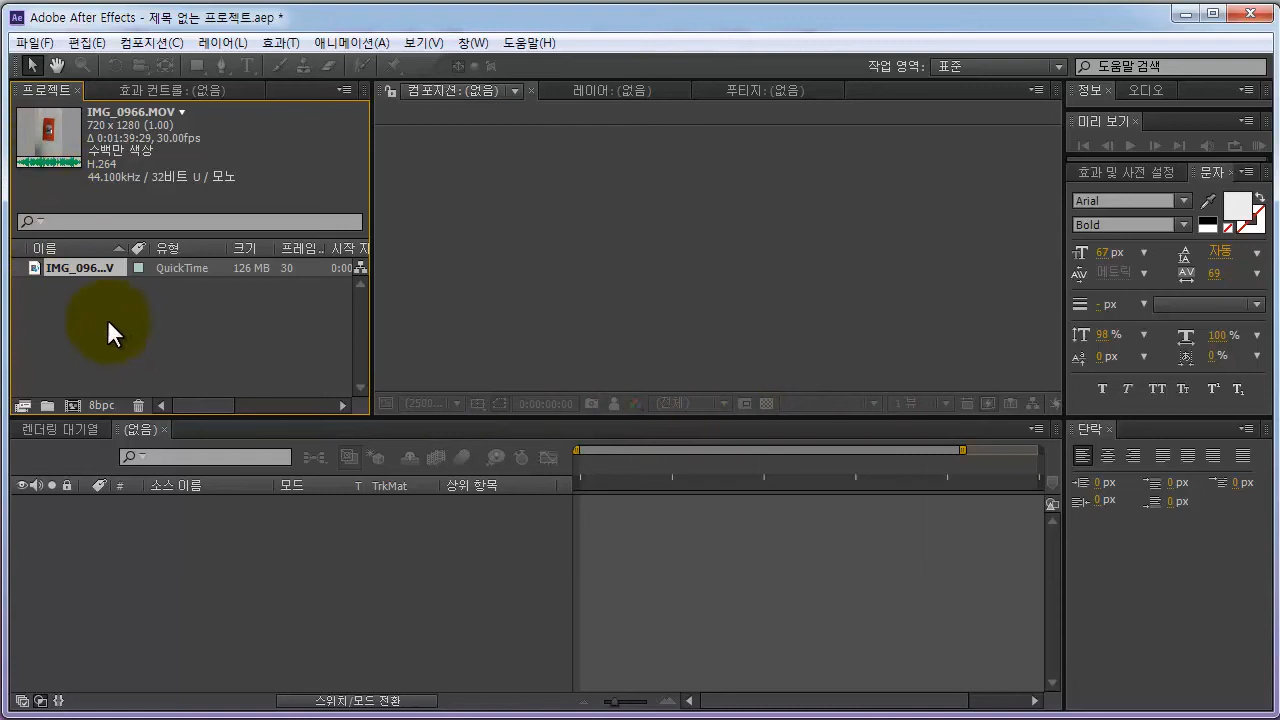 Ae Adobe After Effects - 제목 없는 프로젝트.aep *
파일(F) 편집(E) 컴포지션(C) 레이어(L) 효과(T) 애니메이션(A) 보기(V) 창(W) 도움말(H)
작업 영역: 표준 도움말 검색
프로젝트 효과 컨트롤: (없음) 컴포지션: (없음) 레이어: (없음) 푸티지: (없음) 정보 오디오
IMG_0966.MOV
720 x 1280 (1.00)
Δ 0:01:39:29, 30.00fps
수백만 색상
H.264
44.100kHz / 32비트 U / 모노
미리 보기
효과 및 사전 설정 문자
Arial
Bold
이름 유형 크기 프레임... 시작 지
IMG_096...V QuickTime 126 MB 30 0:00
67 px 자동
메트릭 69
- px
98 % 100 %
0 px 0 %
T T TT Tт T¹ T₁
8bpc (2500... 0:00:00:00 (전체) 1 뷰
렌더링 대기열 (없음) 단락
# 소스 이름 모드 T TrkMat 상위 항목
0 px 0 px 0 px
0 px 0 px
스위치/모드 전환